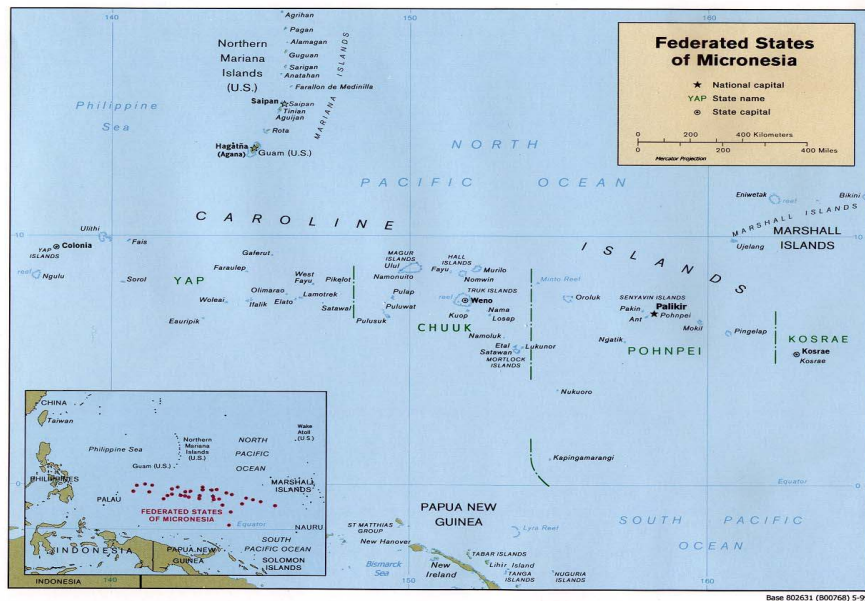 140
150
160
Agrihan
Pagan
Alamagan
Guguan
Sarigan
Anatahan
Farallon de Medinilla
Northern
Mariana
Islands
(U.S.)
MARIANA ISLANDS
Saipan
Saipan
Tinian
Aguijan
Rota
Hagåtña
(Agana)
Guam (U.S.)
Philippine
Sea
Federated States
of Micronesia
National capital
YAP State name
State capital
0 200 400 Kilometers
0 200 400 Miles
Mercator Projection
NORTH
PACIFIC OCEAN
CAROLINE ISLANDS
Eniwetak
reef
Bikini
MARSHALL ISLANDS
MARSHALL
ISLANDS
Ujelang
10
Ulithi
YAP
ISLANDS
Colonia
Fais
reef
Ngulu
Sorol
YAP
Gaferut
Faraulep
West
Fayu
Pikelot
Olimarao
Lamotrek
Woleai
Ifalik
Elato
Satawal
Eauripik
MAGUR
ISLANDS
Ulul
Namonuito
Pulap
Puluwat
Pulusuk
HALL
ISLANDS
Fayu
Murilo
Nomwin
TRUK ISLANDS
reef
Weno
Kuop
Nama
Losap
CHUUK
Namoluk
Etal
Lukunor
Satawan
MORTLOCK
ISLANDS
Minto Reef
Oroluk
SENYAVIN ISLANDS
Palikir
Pakin
Pohnpei
Ant
Mokil
Ngatik
POHNPEI
Pingelap
KOSRAE
Kosrae
Kosrae
Nukuoro
Kapingamarangi
Equator
0
0
PAPUA NEW
GUINEA
SOUTH PACIFIC
OCEAN
Lyra Reef
ST MATTHIAS
GROUP
New Hanover
Bismarck
Sea
New
Ireland
TABAR ISLANDS
Lihir Island
TANGA
ISLANDS
NUGURIA
ISLANDS
CHINA
Taiwan
Philippine Sea
Northern
Mariana
Islands
(U.S.)
NORTH
PACIFIC
OCEAN
Wake
Atoll
(U.S.)
Guam (U.S.)
PHILIPPINES
PALAU
MARSHALL
ISLANDS
FEDERATED STATES
OF MICRONESIA
Equator
NAURU
INDONESIA
PAPUA NEW
GUINEA
SOUTH
PACIFIC OCEAN
SOLOMON
ISLANDS
INDONESIA
140
150
160
Base 802631 (B00768) 5-9